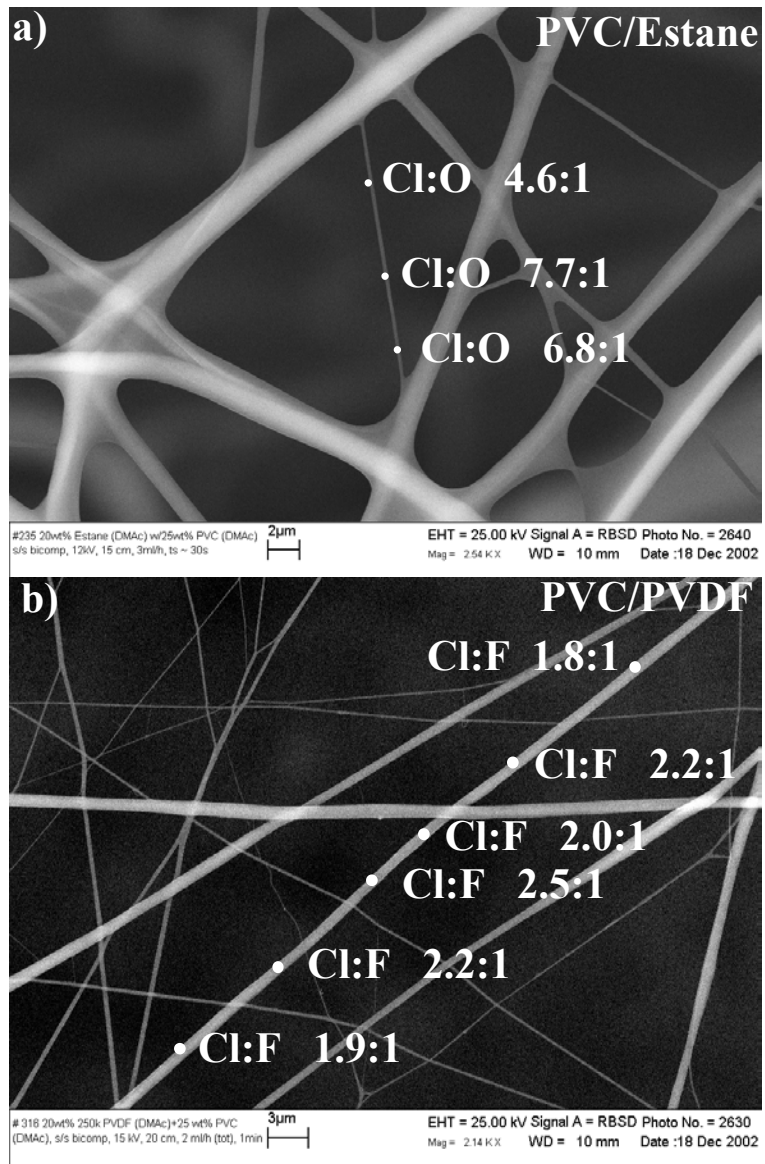 a)
PVC/Estane
Cl:O 4.6:1
Cl:O 7.7:1
Cl:O 6.8:1
#235 20wt% Estane (DMAc) w/25wt% PVC (DMAc)
s/s bicomp, 12kV, 15 cm, 3ml/h, ts ~ 30s
2µm
EHT = 25.00 kV Signal A = RBSD Photo No. = 2640
Mag = 2.54 K X WD = 10 mm Date :18 Dec 2002
b)
PVC/PVDF
Cl:F 1.8:1
Cl:F 2.2:1
Cl:F 2.0:1
Cl:F 2.5:1
Cl:F 2.2:1
Cl:F 1.9:1
# 318 20wt% 250k PVDF (DMAc)+25 wt% PVC
(DMAc), s/s bicomp, 15 kV, 20 cm, 2 ml/h (tot), 1min
3µm
EHT = 25.00 kV Signal A = RBSD Photo No. = 2630
Mag = 2.14 K X WD = 10 mm Date :18 Dec 2002